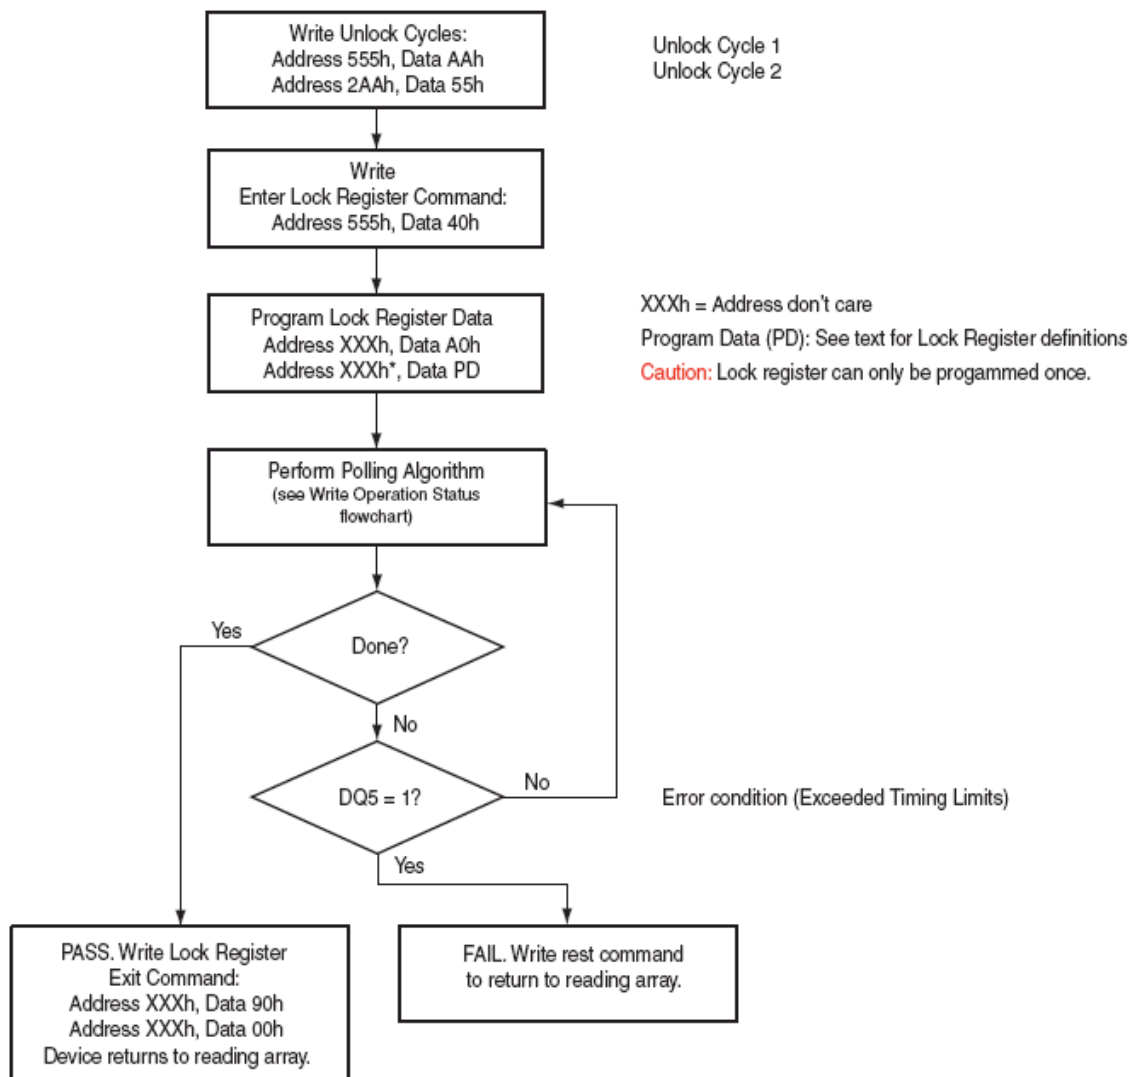 Write Unlock Cycles:
Address 555h, Data AAh
Address 2AAh, Data 55h
Unlock Cycle 1
Unlock Cycle 2
Write
Enter Lock Register Command:
Address 555h, Data 40h
Program Lock Register Data
Address XXXh, Data A0h
Address XXXh*, Data PD
XXXh = Address don't care
Program Data (PD): See text for Lock Register definitions
Caution: Lock register can only be progammed once.
Perform Polling Algorithm
(see Write Operation Status
flowchart)
Yes
Done?
No
DQ5 = 1?
No
Error condition (Exceeded Timing Limits)
Yes
PASS. Write Lock Register
Exit Command:
Address XXXh, Data 90h
Address XXXh, Data 00h
Device returns to reading array.
FAIL. Write rest command
to return to reading array.